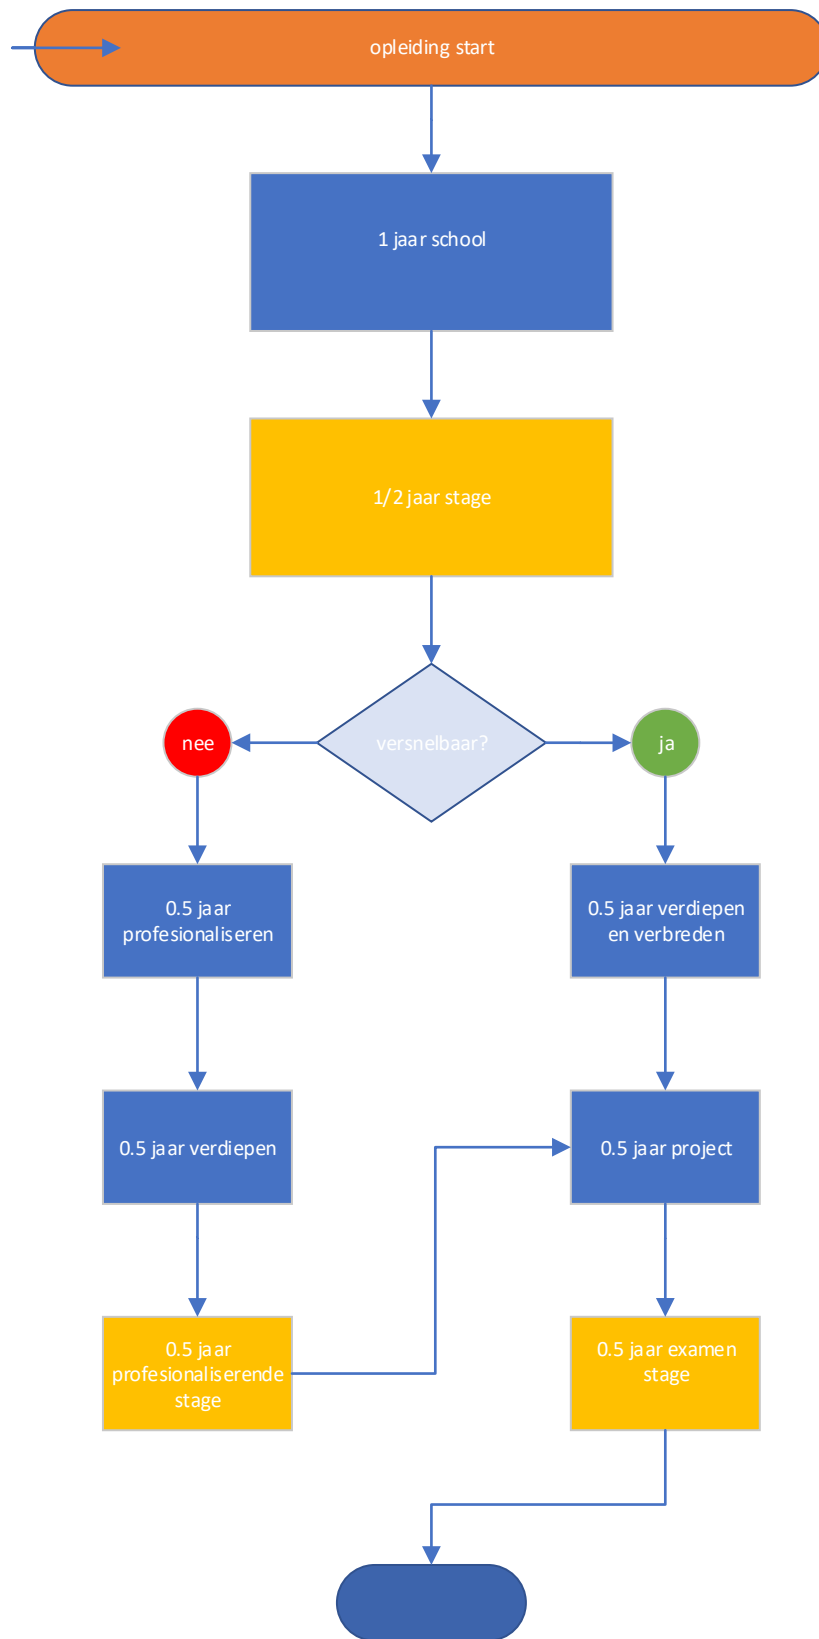 opleiding start
1 jaar school
1/2 jaar stage
versnelbaar?
nee
ja
0.5 jaar
profesionaliseren
0.5 jaar verdiepen
en verbreden
0.5 jaar verdiepen
0.5 jaar project
0.5 jaar
profesionaliserende
stage
0.5 jaar examen
stage